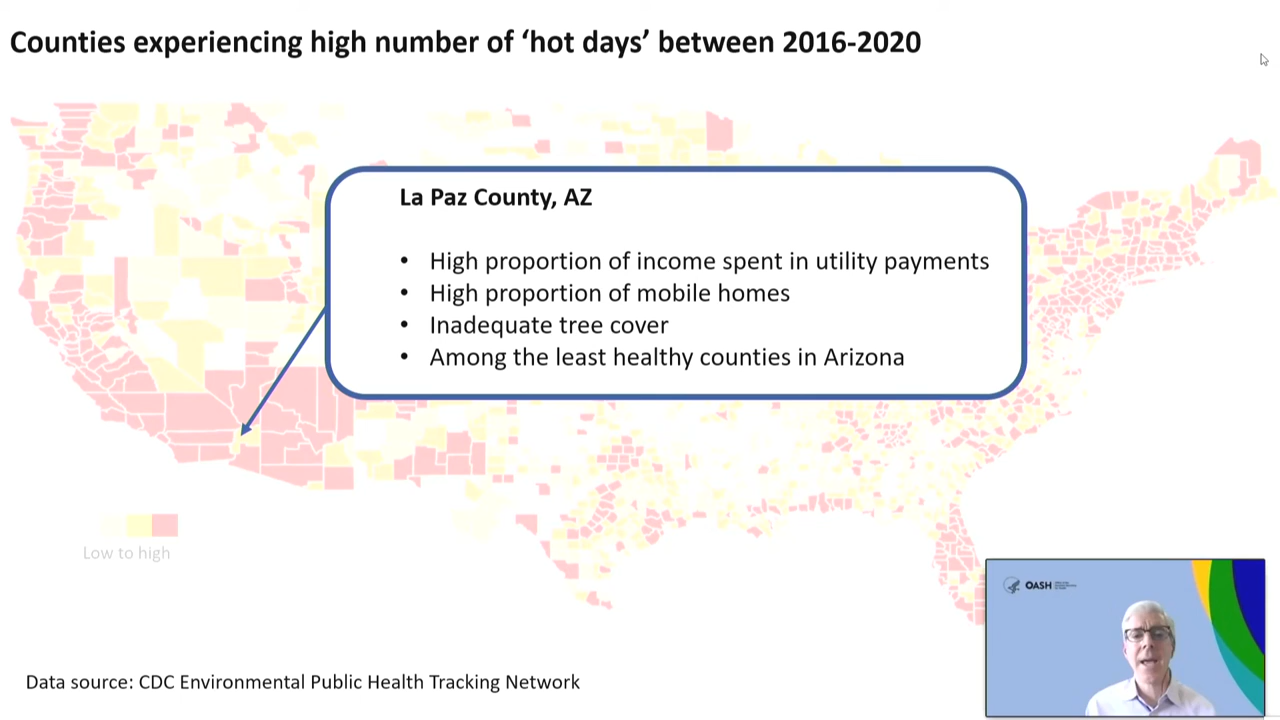 Counties experiencing high number of ‘hot days’ between 2016-2020
La Paz County, AZ
• High proportion of income spent in utility payments
• High proportion of mobile homes
• Inadequate tree cover
• Among the least healthy counties in Arizona
Low to high
OASH
Data source: CDC Environmental Public Health Tracking Network